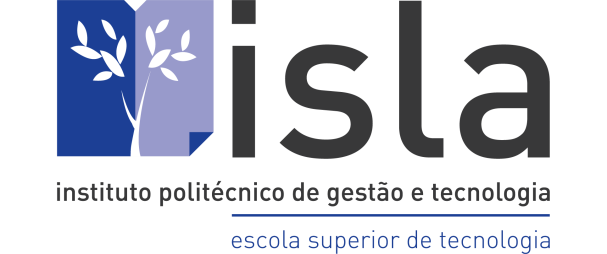 isla
instituto politécnico de gestão e tecnologia
escola superior de tecnologia